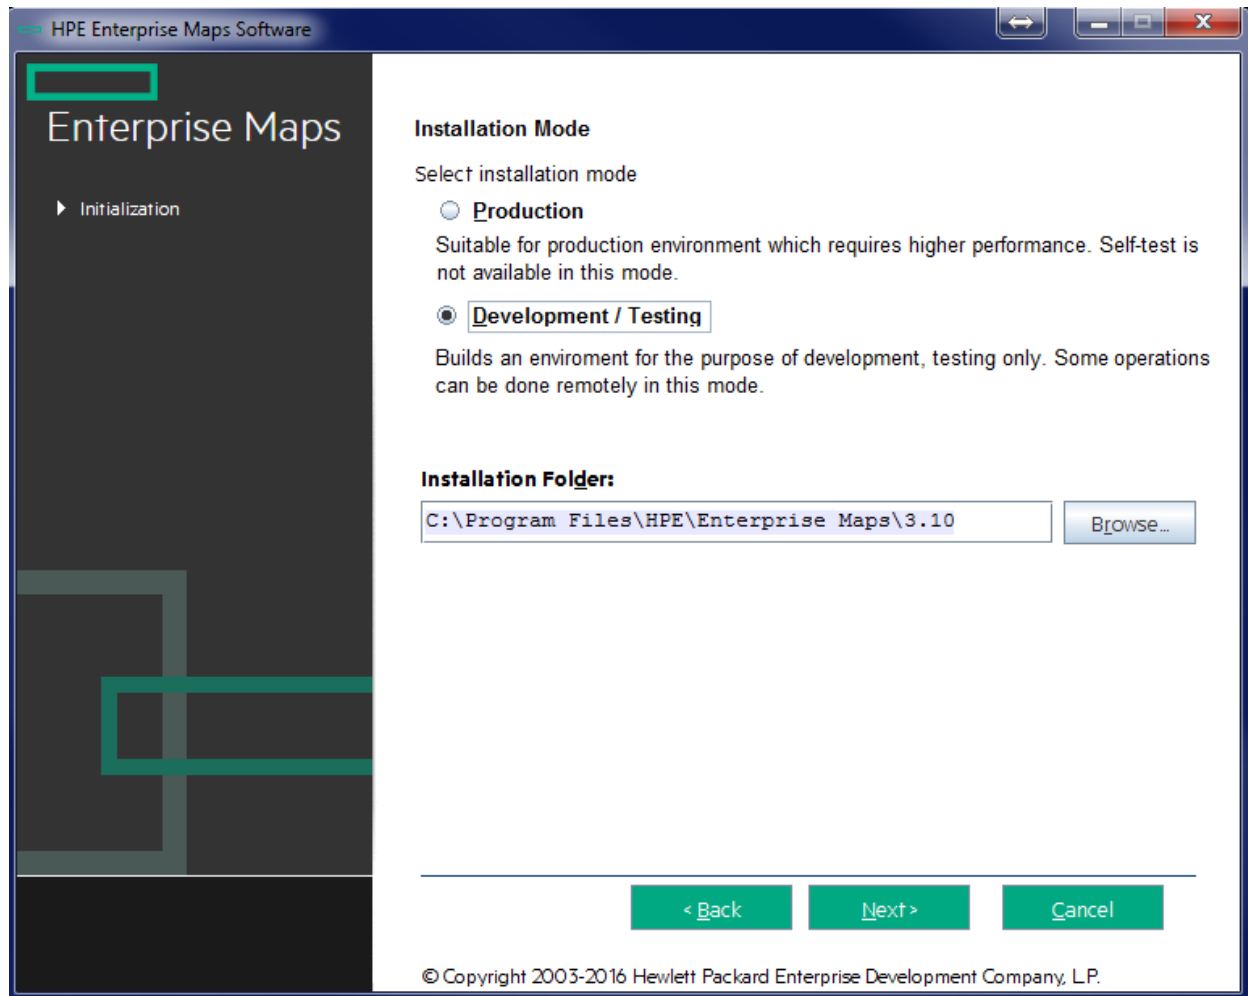 HPE Enterprise Maps Software
Enterprise Maps
Initialization
Installation Mode
Select installation mode
Production
Suitable for production environment which requires higher performance. Self-test is
not available in this mode.
Development / Testing
Builds an enviroment for the purpose of development, testing only. Some operations
can be done remotely in this mode.
Installation Folder:
C:\Program Files\HPE\Enterprise Maps\3.10
Browse...
< Back
Next >
Cancel
© Copyright 2003-2016 Hewlett Packard Enterprise Development Company, L.P.